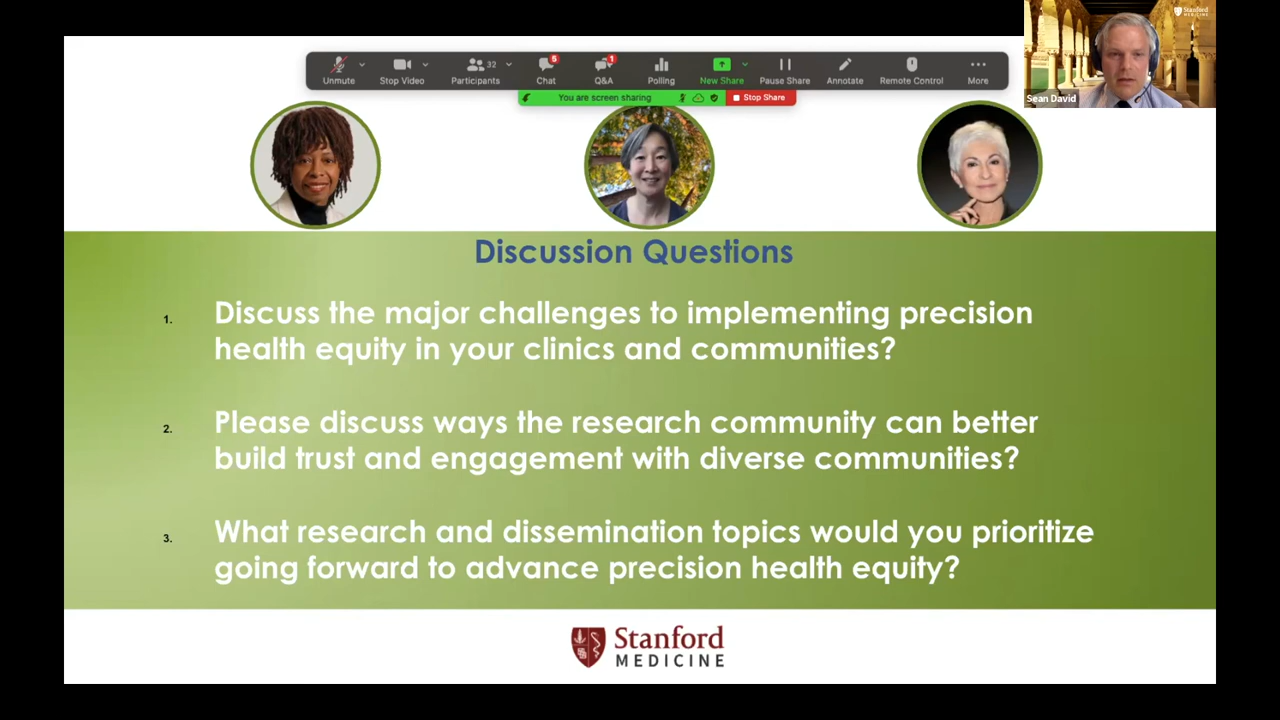 Stanford
MEDICINE
Unmute
Stop Video
Participants
32
Chat
5
Q&A
1
Polling
New Share
Pause Share
Annotate
Remote Control
More
You are screen sharing
Stop Share
Sean David
Discussion Questions
1. Discuss the major challenges to implementing precision
health equity in your clinics and communities?
2. Please discuss ways the research community can better
build trust and engagement with diverse communities?
3. What research and dissemination topics would you prioritize
going forward to advance precision health equity?
Stanford
MEDICINE